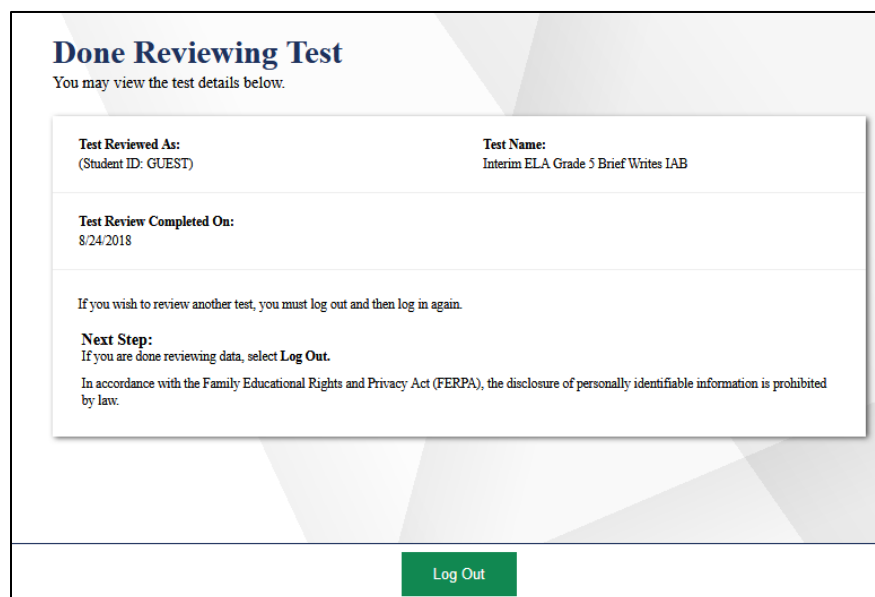 Done Reviewing Test
You may view the test details below.
Test Reviewed As:
(Student ID: GUEST)
Test Name:
Interim ELA Grade 5 Brief Writes IAB
Test Review Completed On:
8/24/2018
If you wish to review another test, you must log out and then log in again.
Next Step:
If you are done reviewing data, select Log Out.
In accordance with the Family Educational Rights and Privacy Act (FERPA), the disclosure of personally identifiable information is prohibited
by law.
Log Out